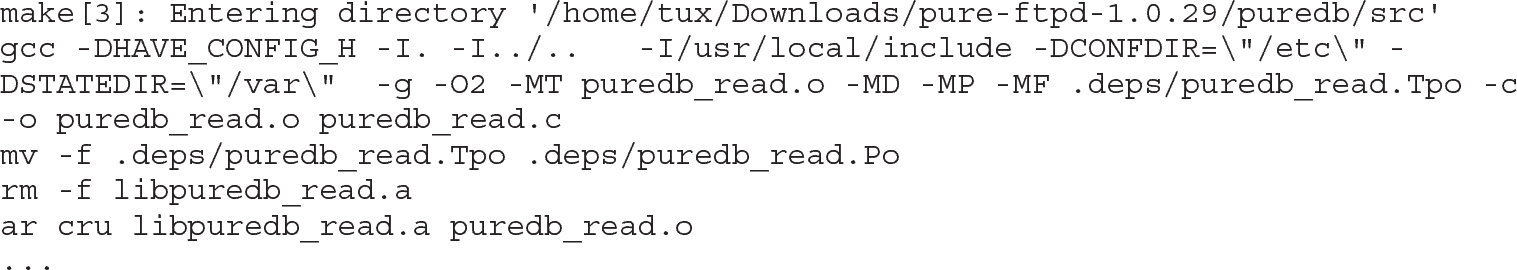 make[3]: Entering directory '/home/tux/Downloads/pure-ftpd-1.0.29/puredb/src'
gcc -DHAVE_CONFIG_H -I. -I../..   -I/usr/local/include -DCONFDIR=\"/etc\" -
DSTATEDIR=\"/var\"  -g -O2 -MT puredb_read.o -MD -MP -MF .deps/puredb_read.Tpo -c
-o puredb_read.o puredb_read.c
mv -f .deps/puredb_read.Tpo .deps/puredb_read.Po
rm -f libpuredb_read.a
ar cru libpuredb_read.a puredb_read.o
...